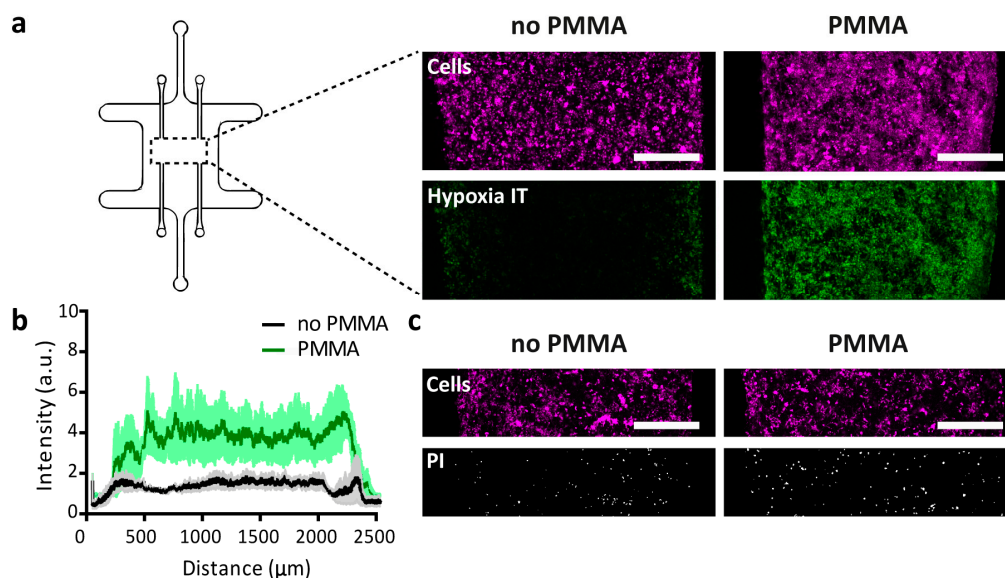 a
no PMMA
PMMA
Cells
Hypoxia IT
b
10
8
6
4
2
0
no PMMA
PMMA
Intensity (a.u.)
0 500 1000 1500 2000 2500
Distance (μm)
c
no PMMA
PMMA
Cells
PI